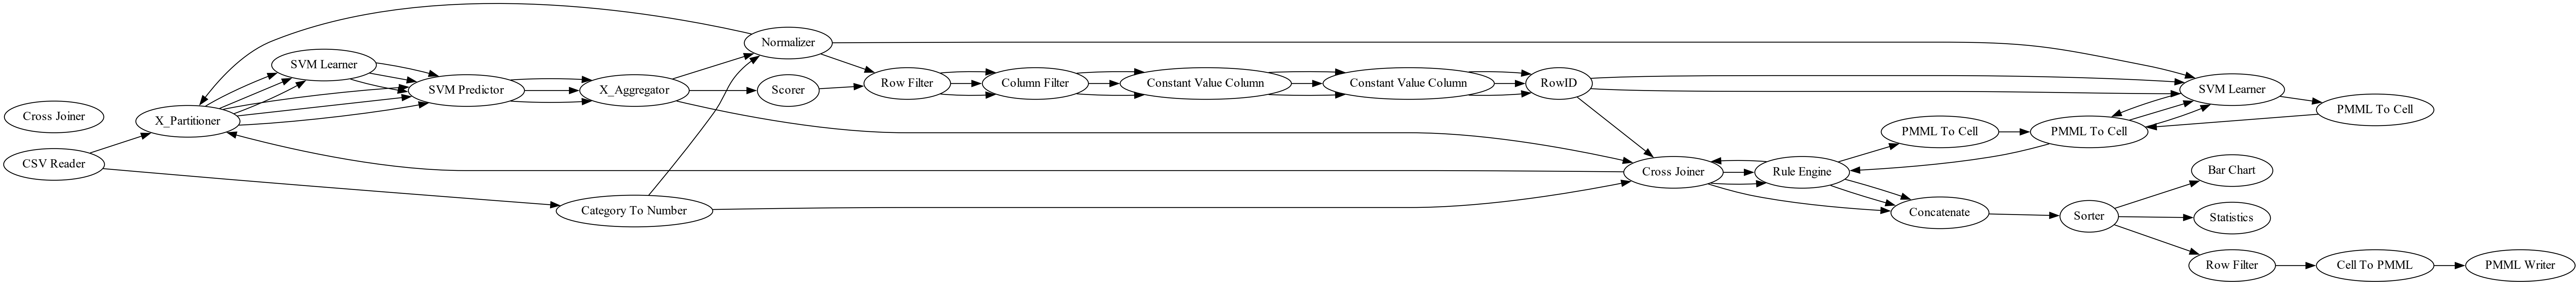 Cross Joiner
CSV Reader
X_Partitioner
SVM Learner
SVM Predictor
X_Aggregator
Category To Number
Normalizer
Scorer
Row Filter
Column Filter
Constant Value Column
Constant Value Column
RowID
Cross Joiner
Rule Engine
PMML To Cell
Concatenate
PMML To Cell
Sorter
SVM Learner
Bar Chart
Statistics
Row Filter
PMML To Cell
Cell To PMML
PMML Writer